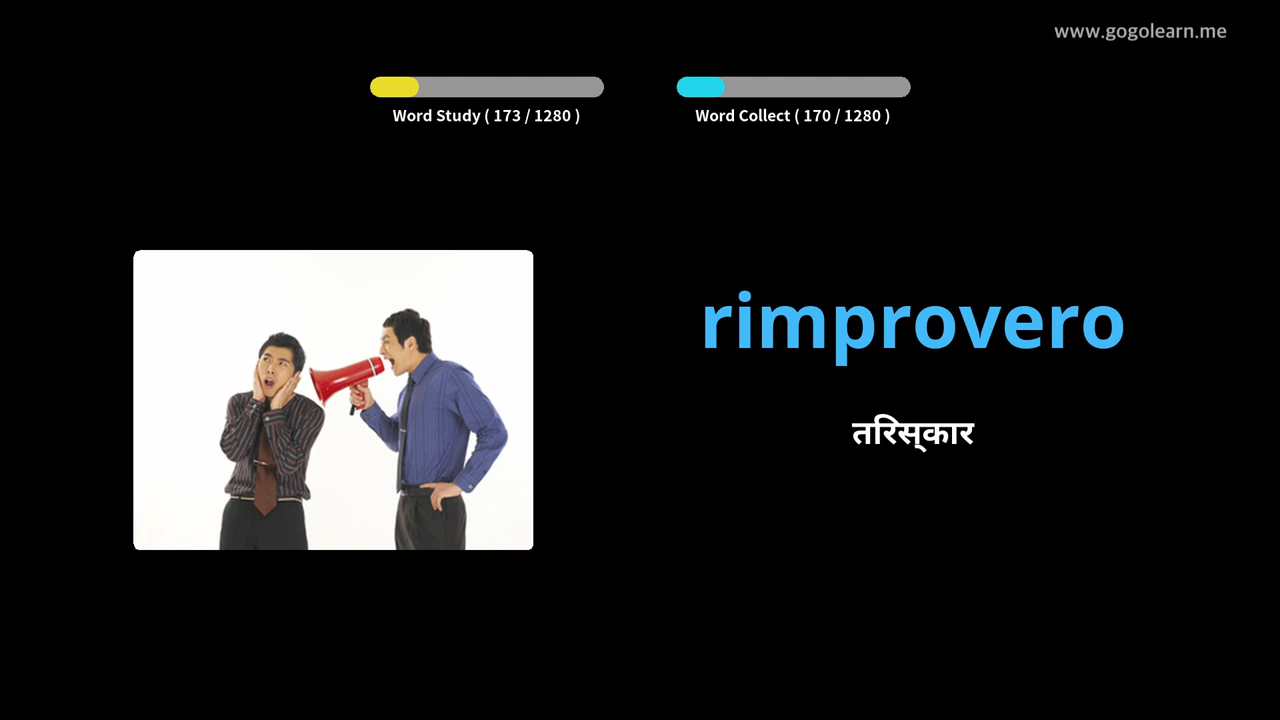 www.gogolearn.me
Word Study ( 173 / 1280 )
Word Collect ( 170 / 1280 )
rimprovero
तरिस्कार